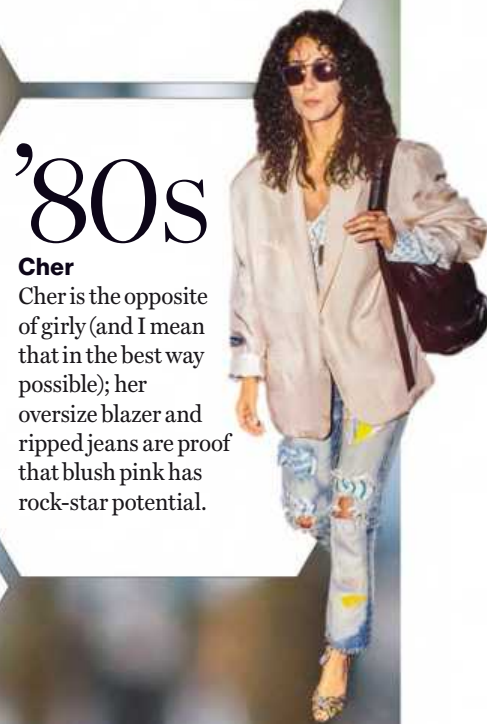 ’80s
Cher
Cher is the opposite
of girly (and I mean
that in the best way
possible); her
oversize blazer and
ripped jeans are proof
that blush pink has
rock-star potential.